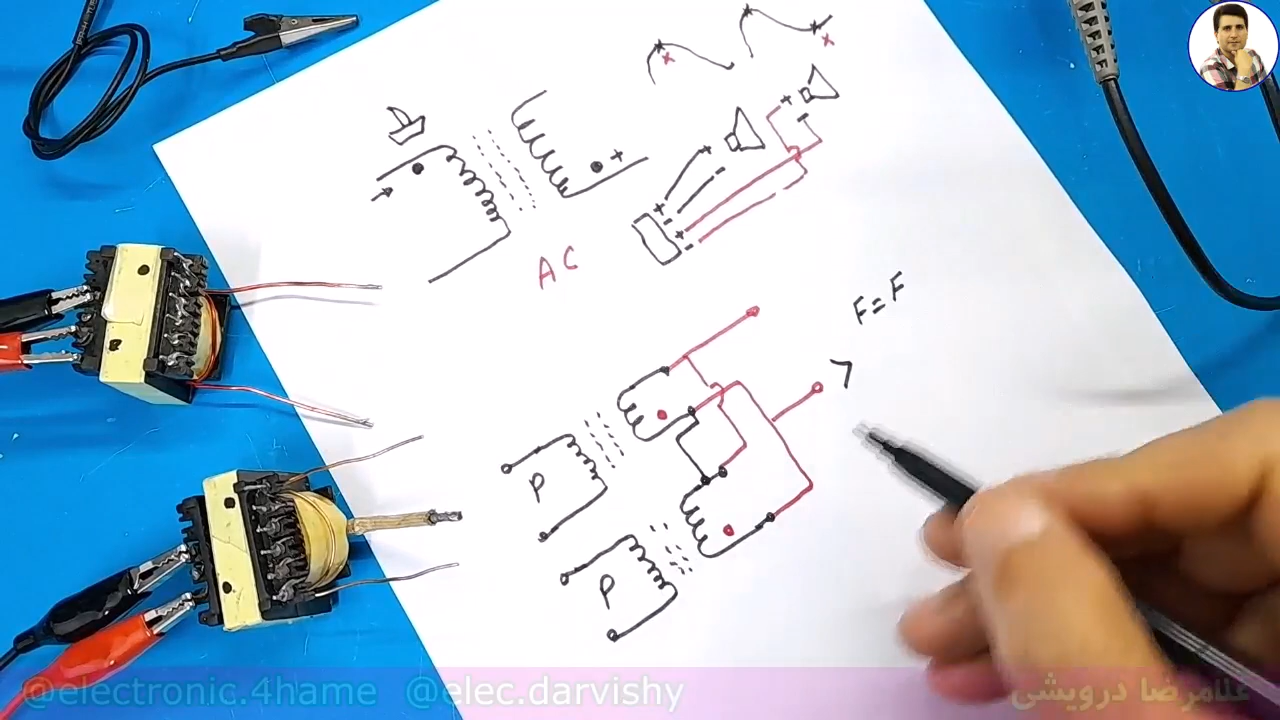 +
AC
+ -
+ -
+
-
+
-
x
x
F=F
P
P
@electronic.4hame @elec.darvishy
غلامرضا درویشی